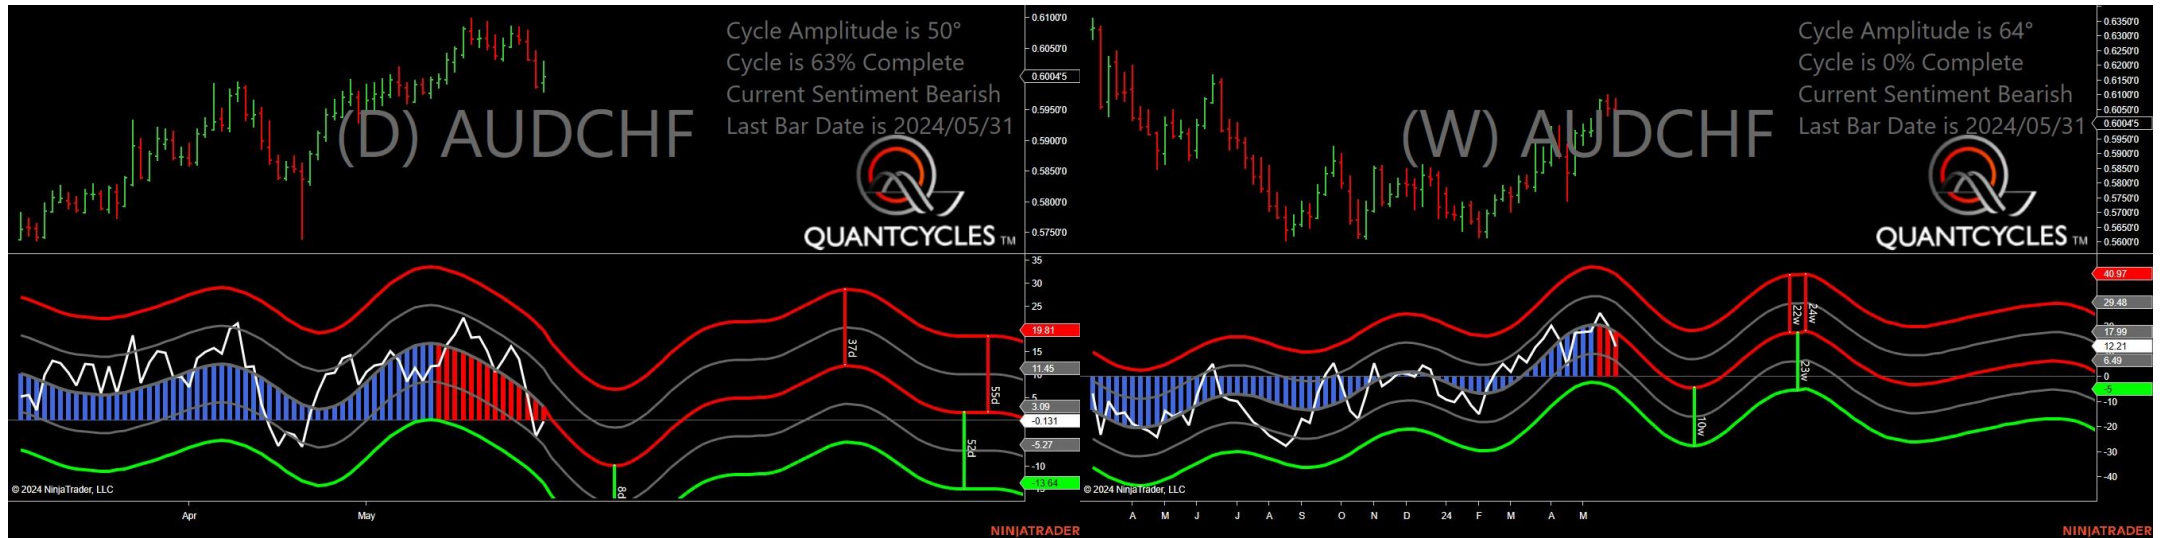 Cycle Amplitude is 50°
Cycle is 63% Complete
Current Sentiment Bearish
Last Bar Date is 2024/05/31
(D) AUDCHF
QUANTCYCLES TM
0.6100'0
0.6050'0
0.6004'5
0.5950'0
0.5900'0
0.5850'0
0.5800'0
0.5750'0
35
30
25
19.81
15
11.45
5
3.09
-0.131
-5.27
-10
-13.64
37d
55d
52d
8d
© 2024 NinjaTrader, LLC
Apr
May
NINJATRADER
Cycle Amplitude is 64°
Cycle is 0% Complete
Current Sentiment Bearish
Last Bar Date is 2024/05/31
(W) AUDCHF
QUANTCYCLES TM
0.6350'0
0.6300'0
0.6250'0
0.6200'0
0.6150'0
0.6100'0
0.6050'0
0.6004'5
0.5950'0
0.5900'0
0.5850'0
0.5800'0
0.5750'0
0.5700'0
0.5650'0
0.5600'0
40.97
29.48
17.99
12.21
6.49
0
-5
-10
-20
-30
-40
22w
24w
23w
10w
© 2024 NinjaTrader, LLC
A M J J A S O N D 24 F M A M
NINJATRADER